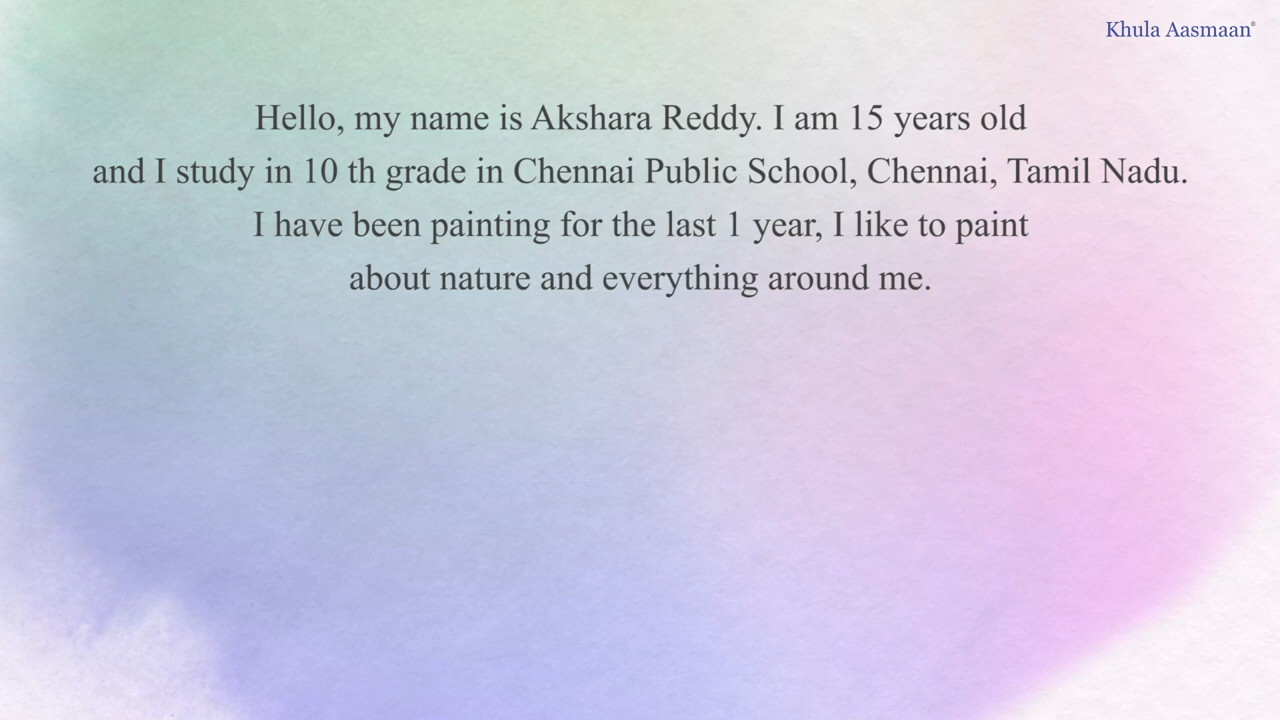 Khula Aasmaan®
Hello, my name is Akshara Reddy. I am 15 years old
and I study in 10 th grade in Chennai Public School, Chennai, Tamil Nadu.
I have been painting for the last 1 year, I like to paint
about nature and everything around me.